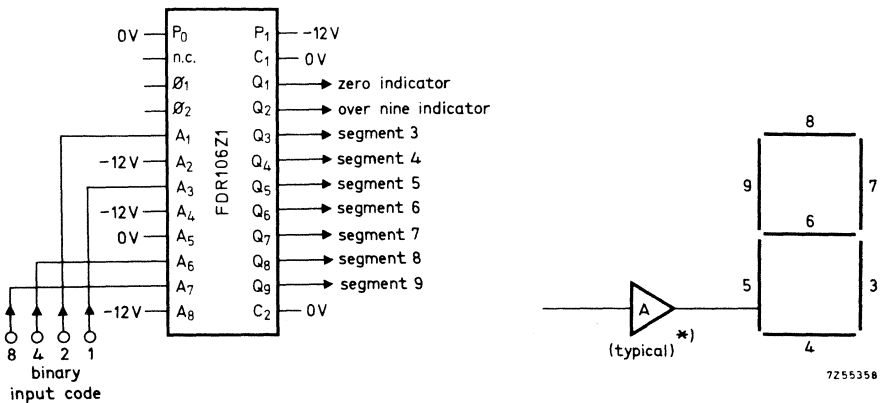 0V P₀ P₁ -12V
n.c. C₁ 0V
Ø₁ Q₁ zero indicator
Ø₂ Q₂ over nine indicator
A₁ Q₃ segment 3
-12V A₂ Q₄ segment 4
A₃ Q₅ segment 5
-12V A₄ Q₆ segment 6
0V A₅ Q₇ segment 7
A₆ Q₈ segment 8
A₇ Q₉ segment 9
-12V A₈ C₂ 0V
FDR106Z1
8 4 2 1
binary
input code
8
9 7
6
5 3
4
A
(typical) *)
7Z55358